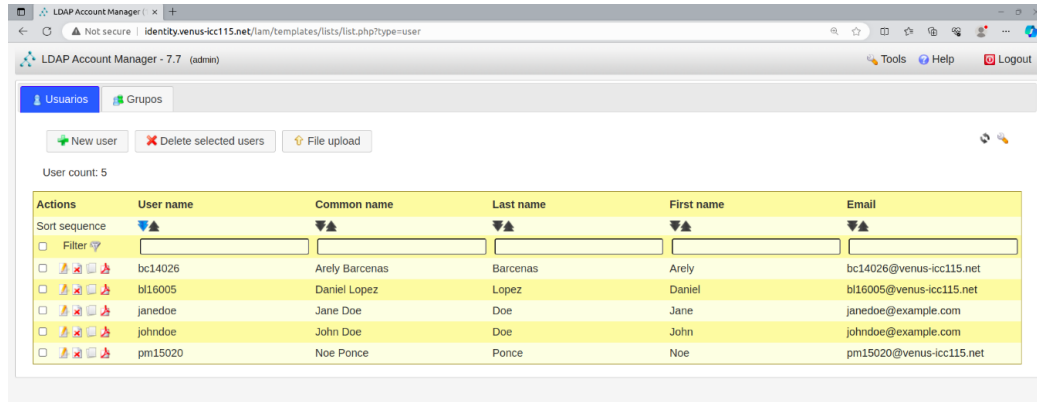 LDAP Account Manager (
Not secure identity.venus-icc115.net/lam/templates/lists/list.php?type=user
LDAP Account Manager - 7.7 (admin) Tools Help Logout
Usuarios Grupos
New user Delete selected users File upload
User count: 5
Actions User name Common name Last name First name Email
Sort sequence
Filter
bc14026 Arely Barcenas Barcenas Arely bc14026@venus-icc115.net
bl16005 Daniel Lopez Lopez Daniel bl16005@venus-icc115.net
janedoe Jane Doe Doe Jane janedoe@example.com
johndoe John Doe Doe John johndoe@example.com
pm15020 Noe Ponce Ponce Noe pm15020@venus-icc115.net